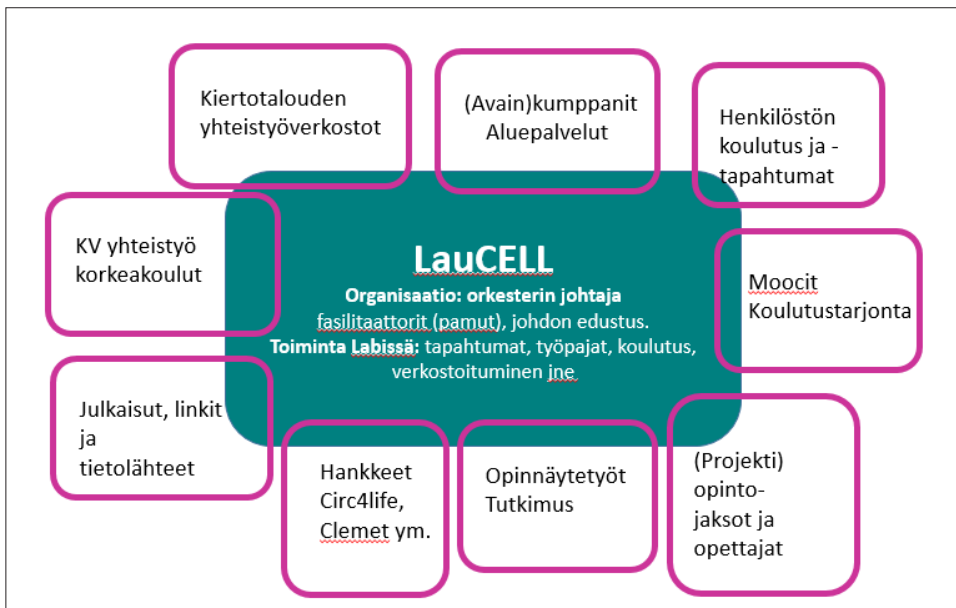 Kiertotalouden
yhteistyöverkostot
(Avain)kumppanit
Aluepalvelut
Henkilöstön
koulutus ja -
tapahtumat
KV yhteistyö
korkeakoulut
LauCELL
Organisaatio: orkesterin johtaja
fasilitaattorit (pamut), johdon edustus.
Toiminta Labissä: tapahtumat, työpajat, koulutus,
verkostoituminen jne
Moocit
Koulutustarjonta
Julkaisut, linkit
ja
tietolähteet
Hankkeet
Circ4life,
Clemet ym.
Opinnäytetyöt
Tutkimus
(Projekti)
opinto-
jaksot ja
opettajat